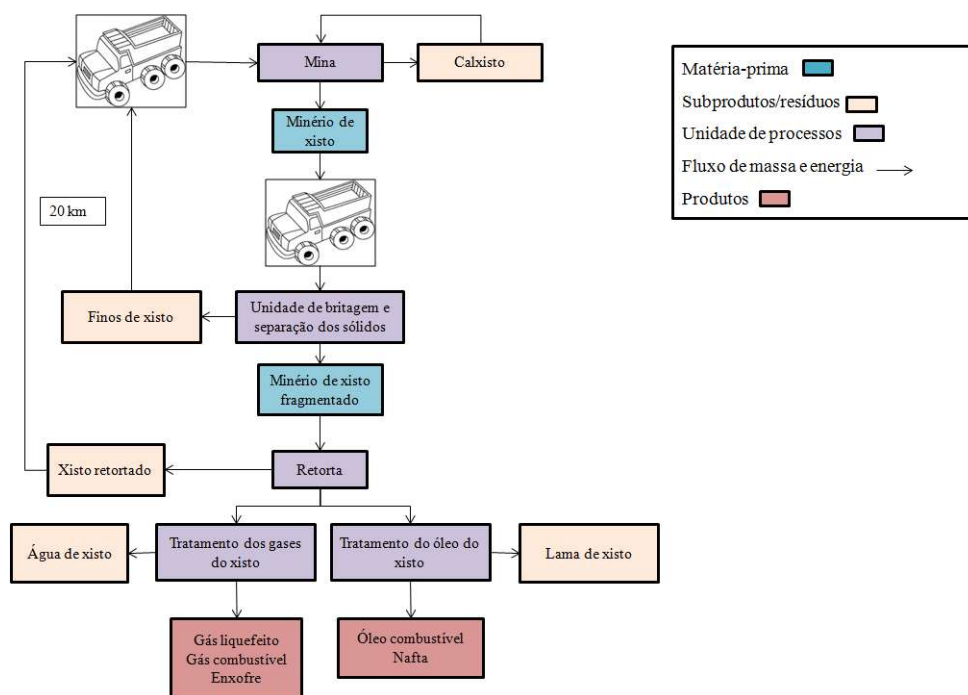 Mina
Calxisto
Minério de
xisto
20 km
Finos de xisto
Unidade de britagem e
separação dos sólidos
Minério de xisto
fragmentado
Xisto retortado
Retorta
Água de xisto
Tratamento dos gases
do xisto
Tratamento do óleo do
xisto
Lama de xisto
Gás liquefeito
Gás combustível
Enxofre
Óleo combustível
Nafta
Matéria-prima
Subprodutos/resíduos
Unidade de processos
Fluxo de massa e energia
Produtos